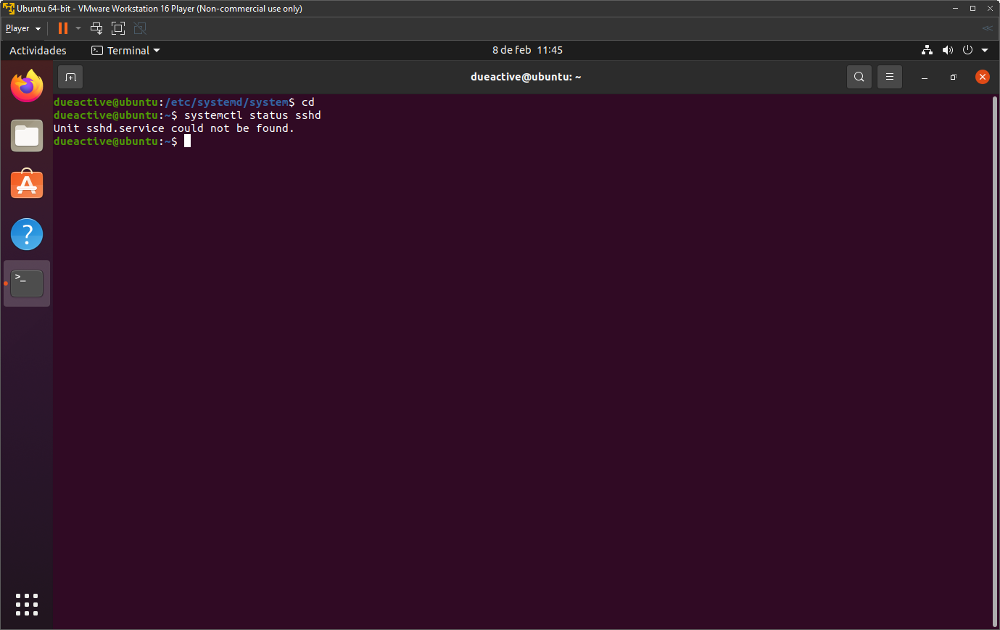 Ubuntu 64-bit - VMware Workstation 16 Player (Non-commercial use only)
Player
Actividades Terminal 8 de feb 11:45
dueactive@ubuntu: ~
dueactive@ubuntu:/etc/systemd/system$ cd
dueactive@ubuntu:~$ systemctl status sshd
Unit sshd.service could not be found.
dueactive@ubuntu:~$